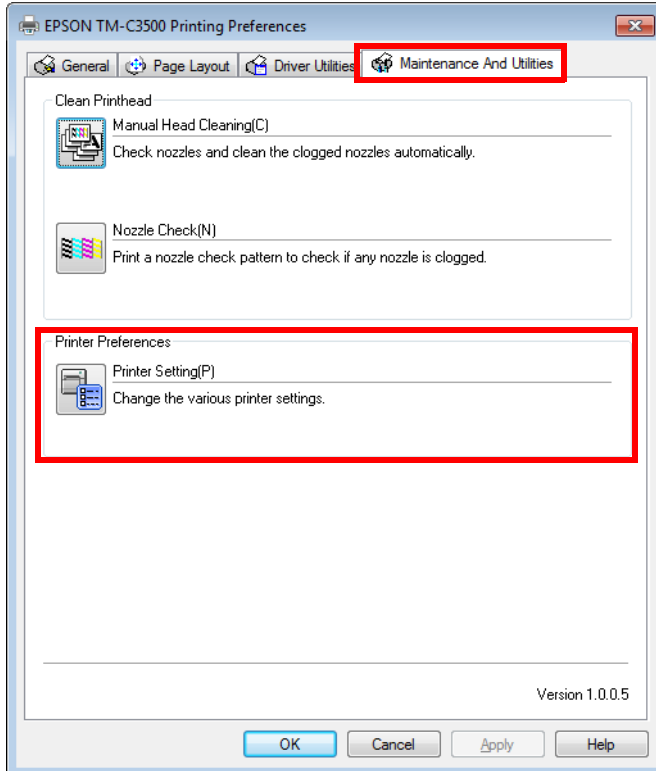 EPSON TM-C3500 Printing Preferences
General Page Layout Driver Utilities Maintenance And Utilities
Clean Printhead
Manual Head Cleaning(C)
Check nozzles and clean the clogged nozzles automatically.
Nozzle Check(N)
Print a nozzle check pattern to check if any nozzle is clogged.
Printer Preferences
Printer Setting(P)
Change the various printer settings.
Version 1.0.0.5
OK Cancel Apply Help